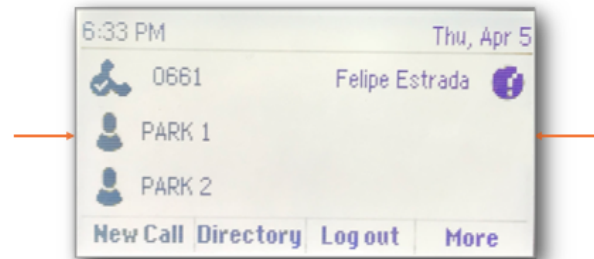 6:33 PM Thu, Apr 5
0661 Felipe Estrada
PARK 1
PARK 2
New Call Directory Log out More